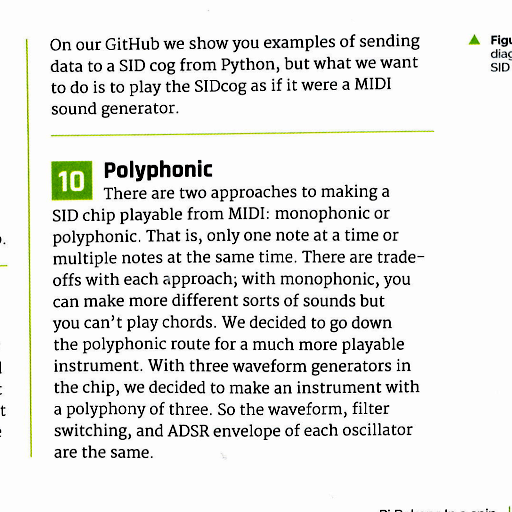 On our GitHub we show you examples of sending
data to a SID cog from Python, but what we want
to do is to play the SIDcog as if it were a MIDI
sound generator.
10 Polyphonic
There are two approaches to making a
SID chip playable from MIDI: monophonic or
polyphonic. That is, only one note at a time or
multiple notes at the same time. There are trade-
offs with each approach; with monophonic, you
can make more different sorts of sounds but
you can't play chords. We decided to go down
the polyphonic route for a much more playable
instrument. With three waveform generators in
the chip, we decided to make an instrument with
a polyphony of three. So the waveform, filter
switching, and ADSR envelope of each oscillator
are the same.
▲
SID